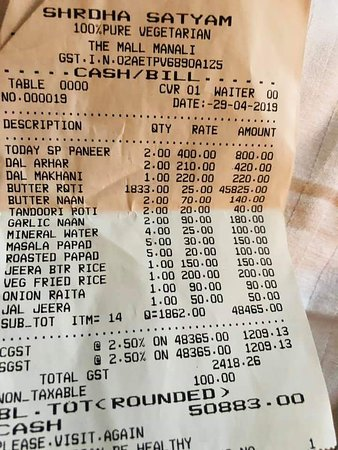 SHRDHA SATYAM
100%PURE VEGETARIAN
THE MALL MANALI
GST.I.N.02AETPV6890A1Z5
CASH/BILL
TABLE 0000 CVR 01 WAITER 00
NO.000019 DATE:-29-04-2019
DESCRIPTION QTY RATE AMOUNT
TODAY SP PANEER 2.00 400.00 800.00
DAL ARHAR 2.00 210.00 420.00
DAL MAKHANI 1.00 220.00 220.00
BUTTER ROTI 1833.00 25.00 45825.00
BUTTER NAAN 2.00 70.00 140.00
TANDOORI ROTI 2.00 20.00 40.00
GARLIC NAAN 2.00 90.00 180.00
MINERAL WATER 4.00 25.00 100.00
MASALA PAPAD 5.00 30.00 150.00
ROASTED PAPAD 5.00 20.00 100.00
JEERA BTR RICE 1.00 150.00 150.00
VEG FRIED RICE 1.00 200.00 200.00
ONION RAITA 1.00 90.00 90.00
JAL JEERA 1.00 50.00 50.00
SUB_TOT ITM= 14 Q=1862.00 48465.00
CGST @ 2.50% ON 48365.00 1209.13
SGST @ 2.50% ON 48365.00 1209.13
TOTAL GST 2418.26
NON_TAXABLE 100.00
BL.TOT<ROUNDED> 50883.00
CASH
PLEASE.VISIT.AGAIN
BE HEALTHY 1